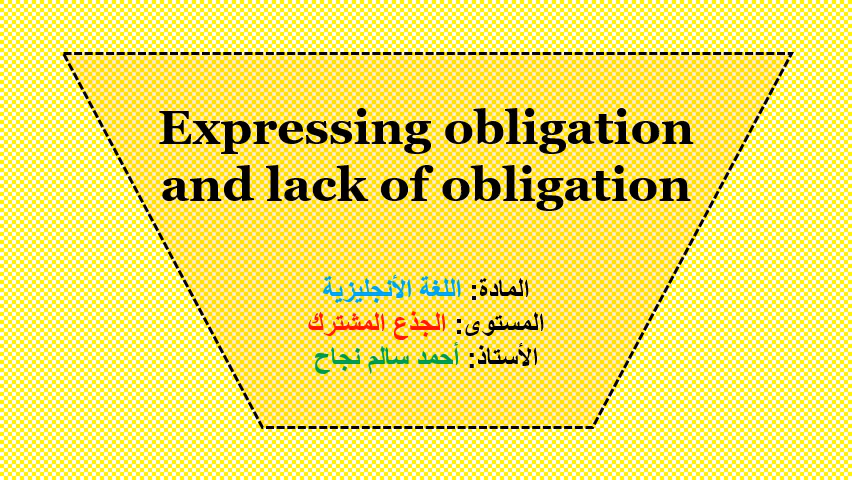 Expressing obligation
and lack of obligation
المادة: اللغة الأنجليزية
المستوى: الجذع المشترك
الأستاذ: أحمد سالم نجاح